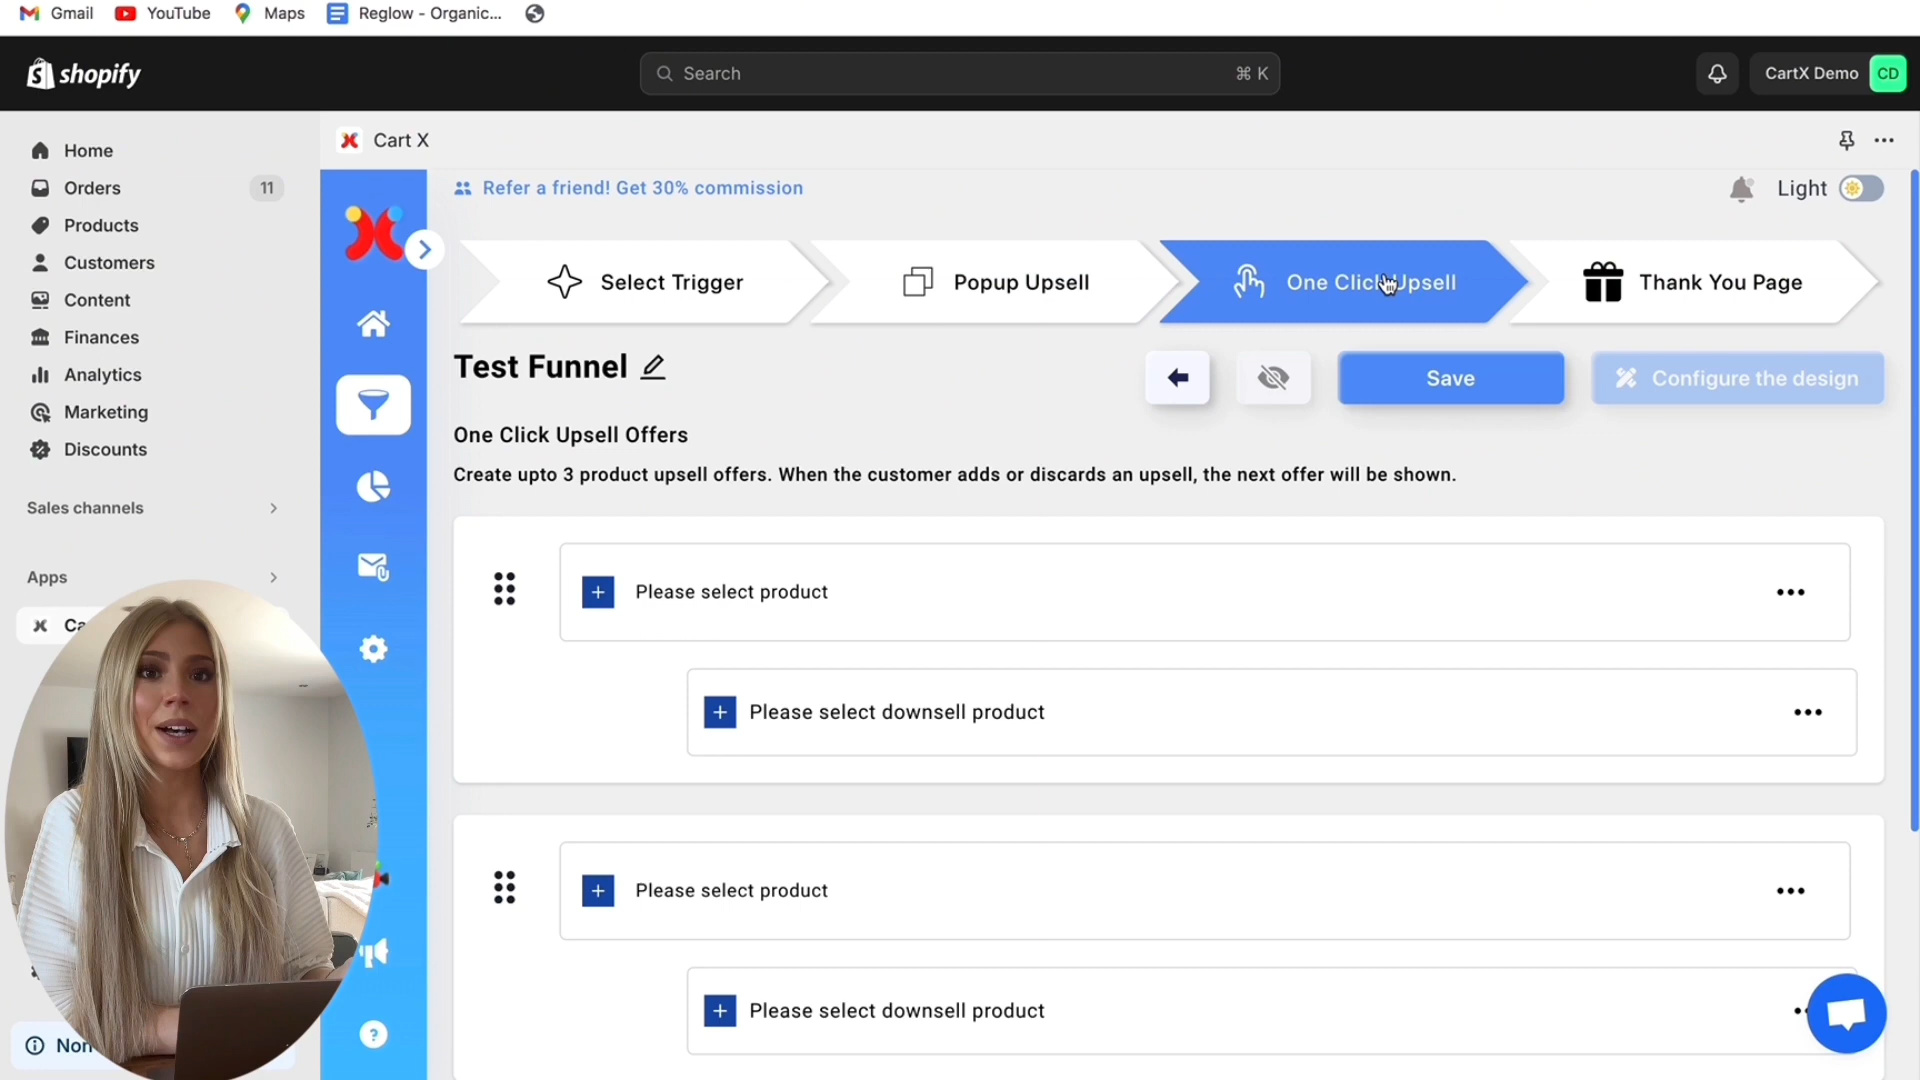 Gmail
YouTube
Maps
Reglow - Organic...
shopify
Search
⌘ K
CartX Demo
CD
Home
Orders
11
Products
Customers
Content
Finances
Analytics
Marketing
Discounts
Sales channels
Apps
Cart X
Refer a friend! Get 30% commission
Light
Select Trigger
Popup Upsell
One Click Upsell
Thank You Page
Test Funnel
Save
Configure the design
One Click Upsell Offers
Create upto 3 product upsell offers. When the customer adds or discards an upsell, the next offer will be shown.
Please select product
Please select downsell product
Please select product
Please select downsell product